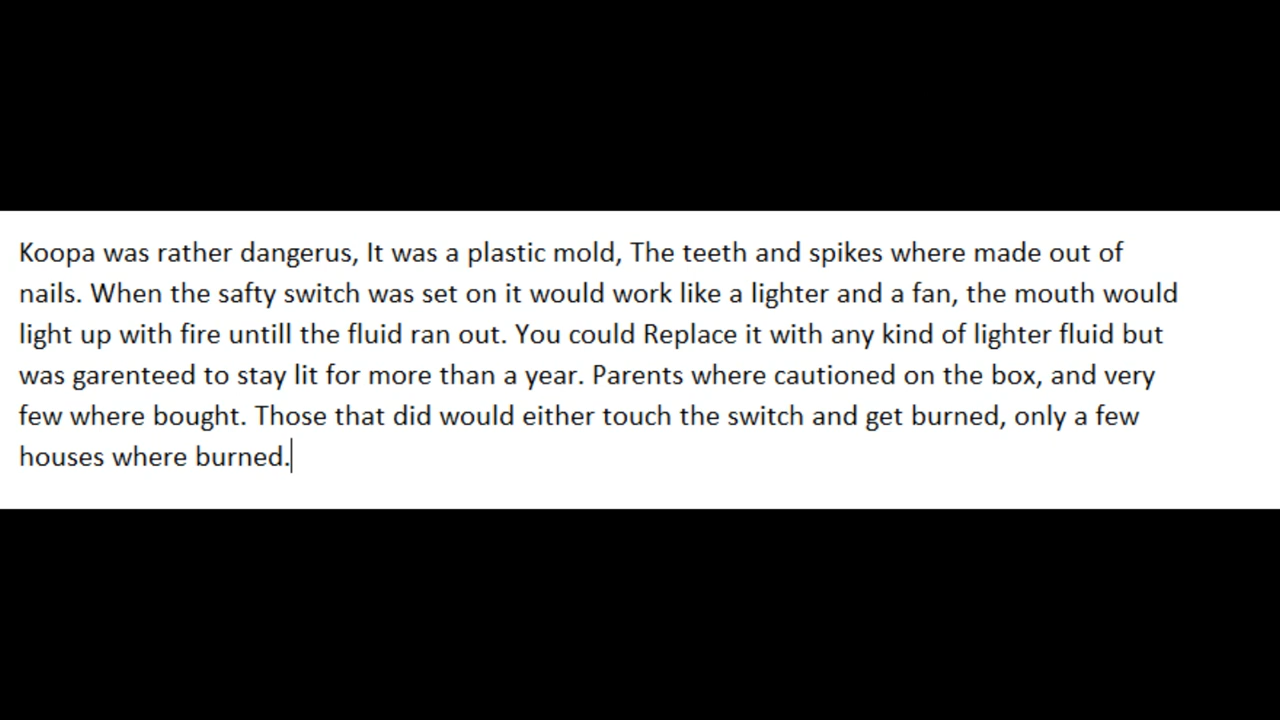 Koopa was rather dangerus, It was a plastic mold, The teeth and spikes where made out of
nails. When the safty switch was set on it would work like a lighter and a fan, the mouth would
light up with fire untill the fluid ran out. You could Replace it with any kind of lighter fluid but
was garenteed to stay lit for more than a year. Parents where cautioned on the box, and very
few where bought. Those that did would either touch the switch and get burned, only a few
houses where burned.